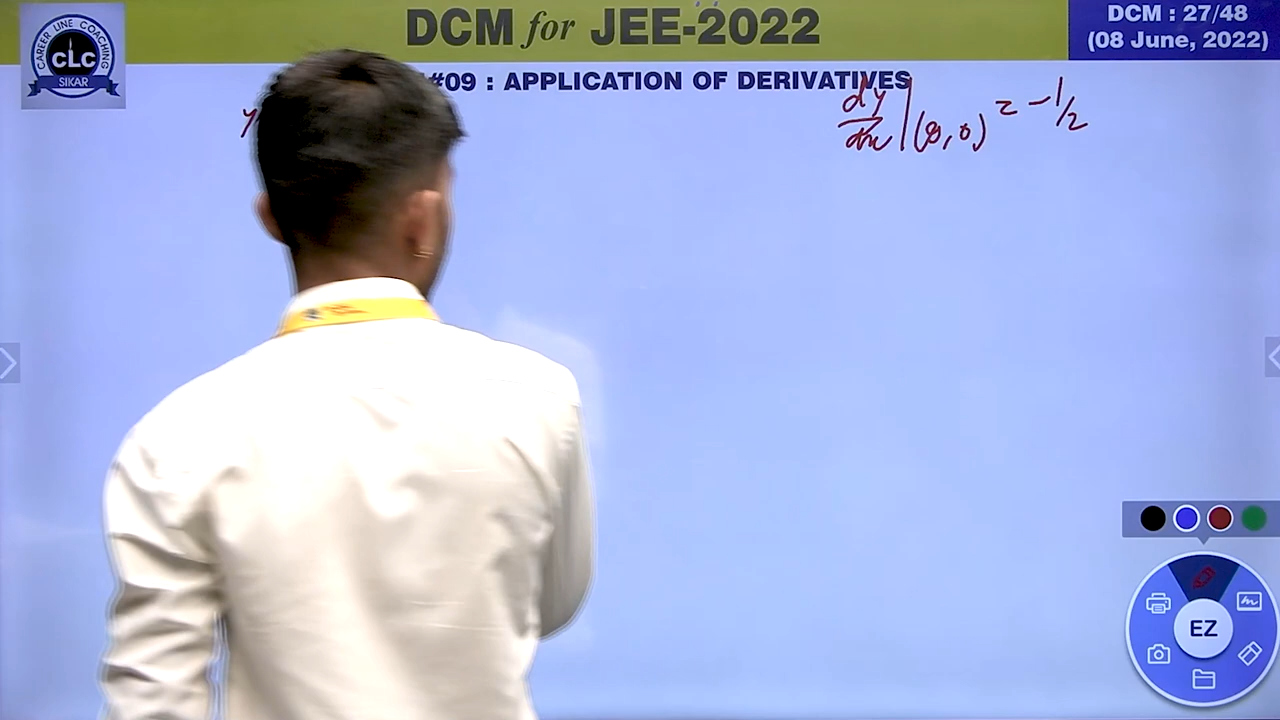 DCM for JEE-2022
DCM : 27/48
(08 June, 2022)
CAREER LINE COACHING
CLC
SIKAR
#09 : APPLICATION OF DERIVATIVES
y
dy/dx|(0,0) = -1/2
EZ